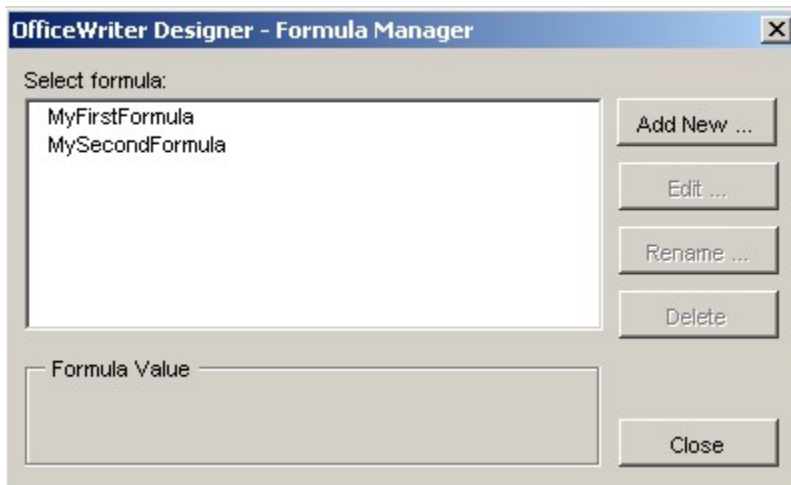 OfficeWriter Designer - Formula Manager
Select formula:
MyFirstFormula
MySecondFormula
Add New ...
Edit ...
Rename ...
Delete
Formula Value
Close